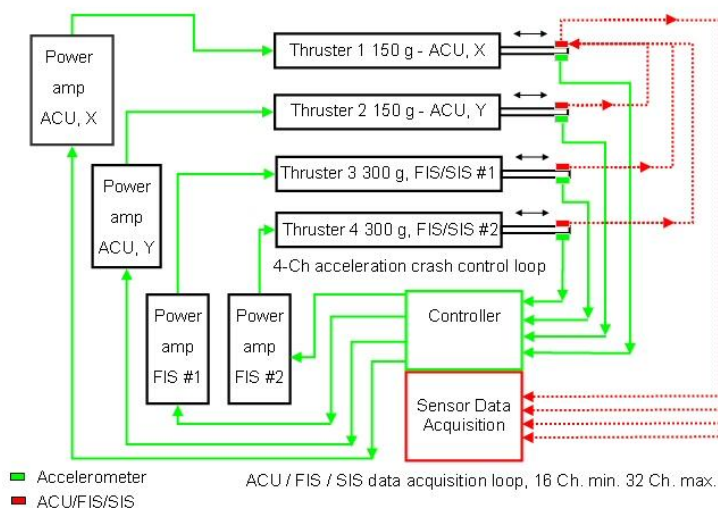 Power
amp
ACU, X
Thruster 1 150 g - ACU, X
Thruster 2 150 g - ACU, Y
Power
amp
ACU, Y
Thruster 3 300 g, FIS/SIS #1
Thruster 4 300 g, FIS/SIS #2
4-Ch acceleration crash control loop
Power
amp
FIS #1
Power
amp
FIS #2
Controller
Sensor Data
Acquisition
Accelerometer
ACU/FIS/SIS
ACU / FIS / SIS data acquisition loop, 16 Ch. min. 32 Ch. max.